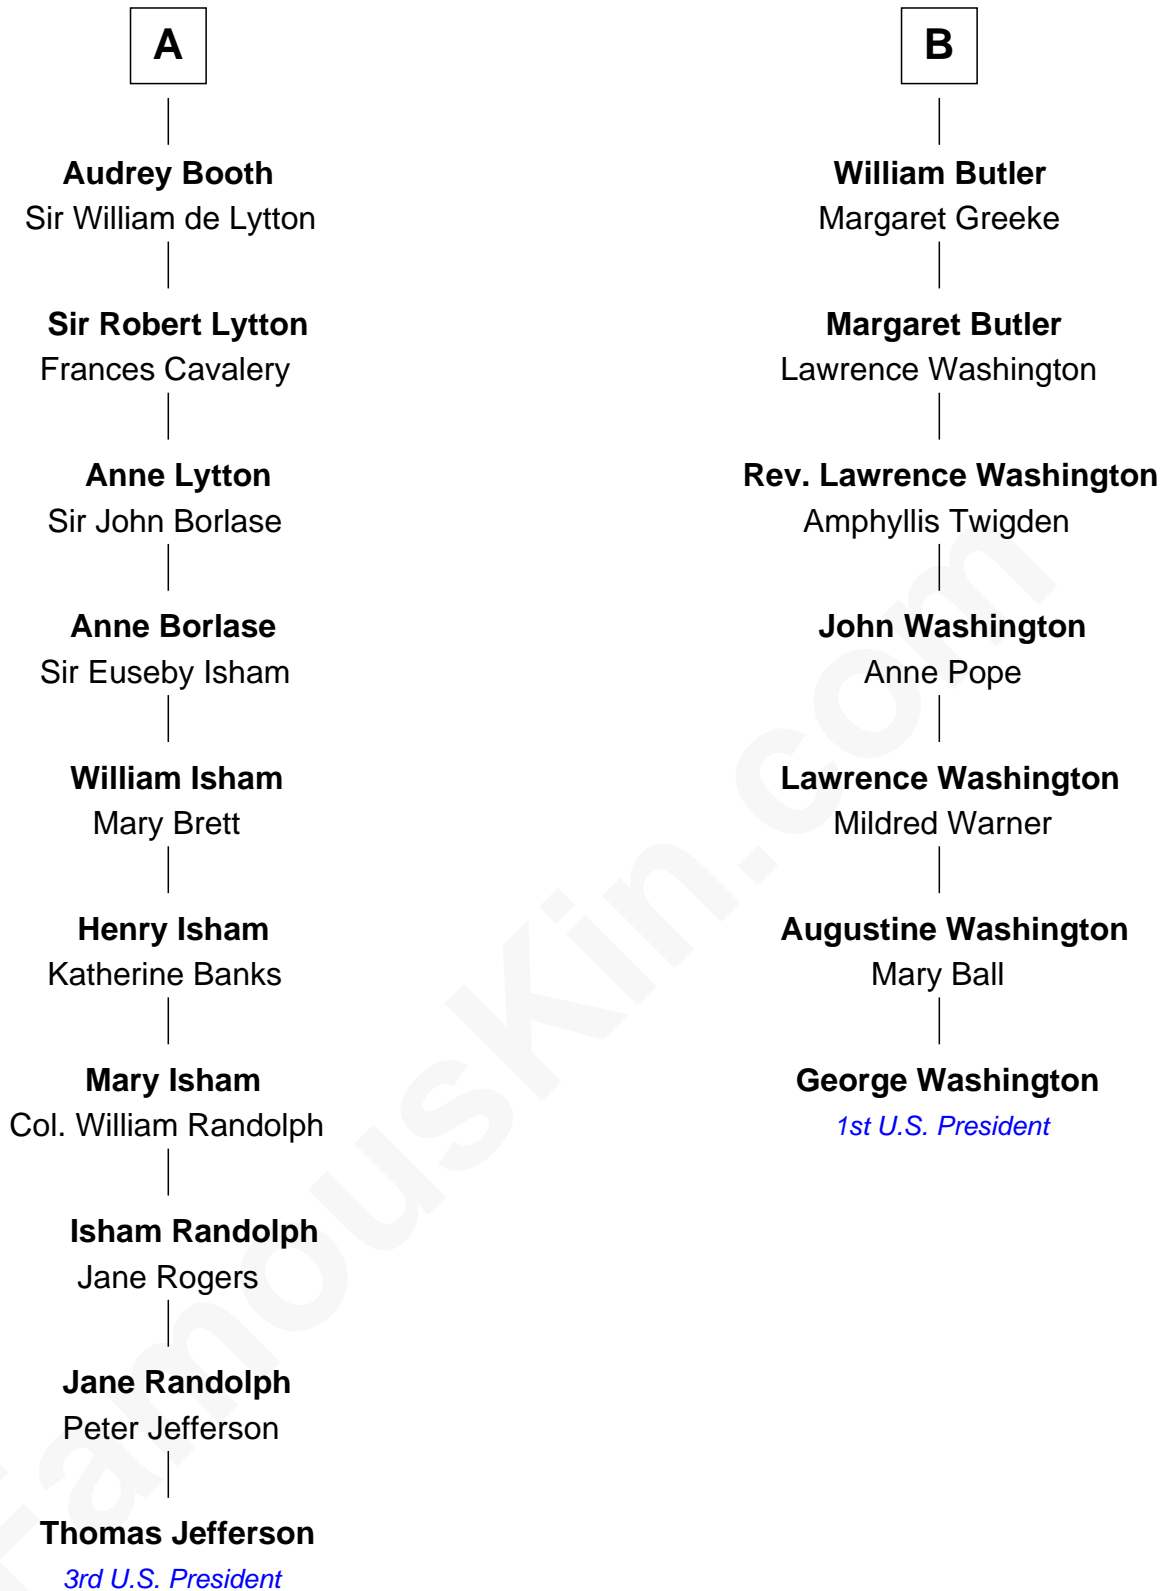 A
Audrey Booth
Sir William de Lytton
Sir Robert Lytton
Frances Cavalery
Anne Lytton
Sir John Borlase
Anne Borlase
Sir Euseby Isham
William Isham
Mary Brett
Henry Isham
Katherine Banks
Mary Isham
Col. William Randolph
Isham Randolph
Jane Rogers
Jane Randolph
Peter Jefferson
Thomas Jefferson
3rd U.S. President
B
William Butler
Margaret Greeke
Margaret Butler
Lawrence Washington
Rev. Lawrence Washington
Amphyllis Twigden
John Washington
Anne Pope
Lawrence Washington
Mildred Warner
Augustine Washington
Mary Ball
George Washington
1st U.S. President
FamousKin.com